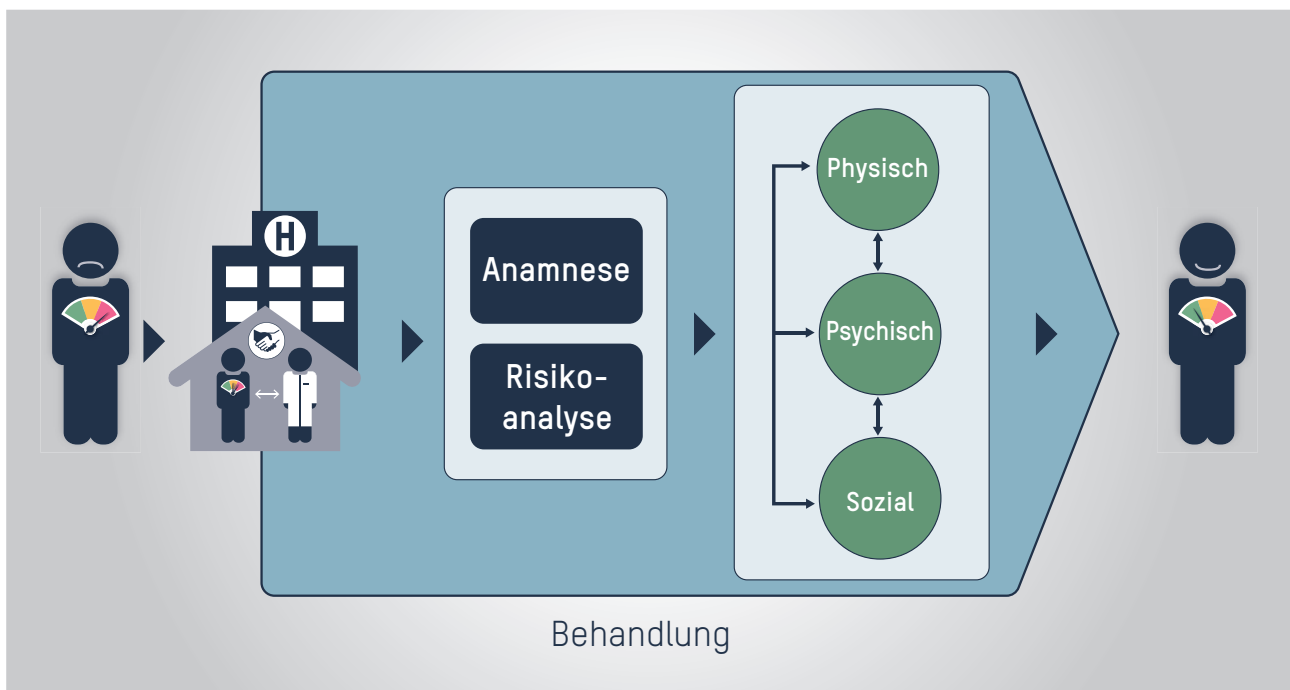 H
Anamnese
Risiko-
analyse
Physisch
Psychisch
Sozial
Behandlung